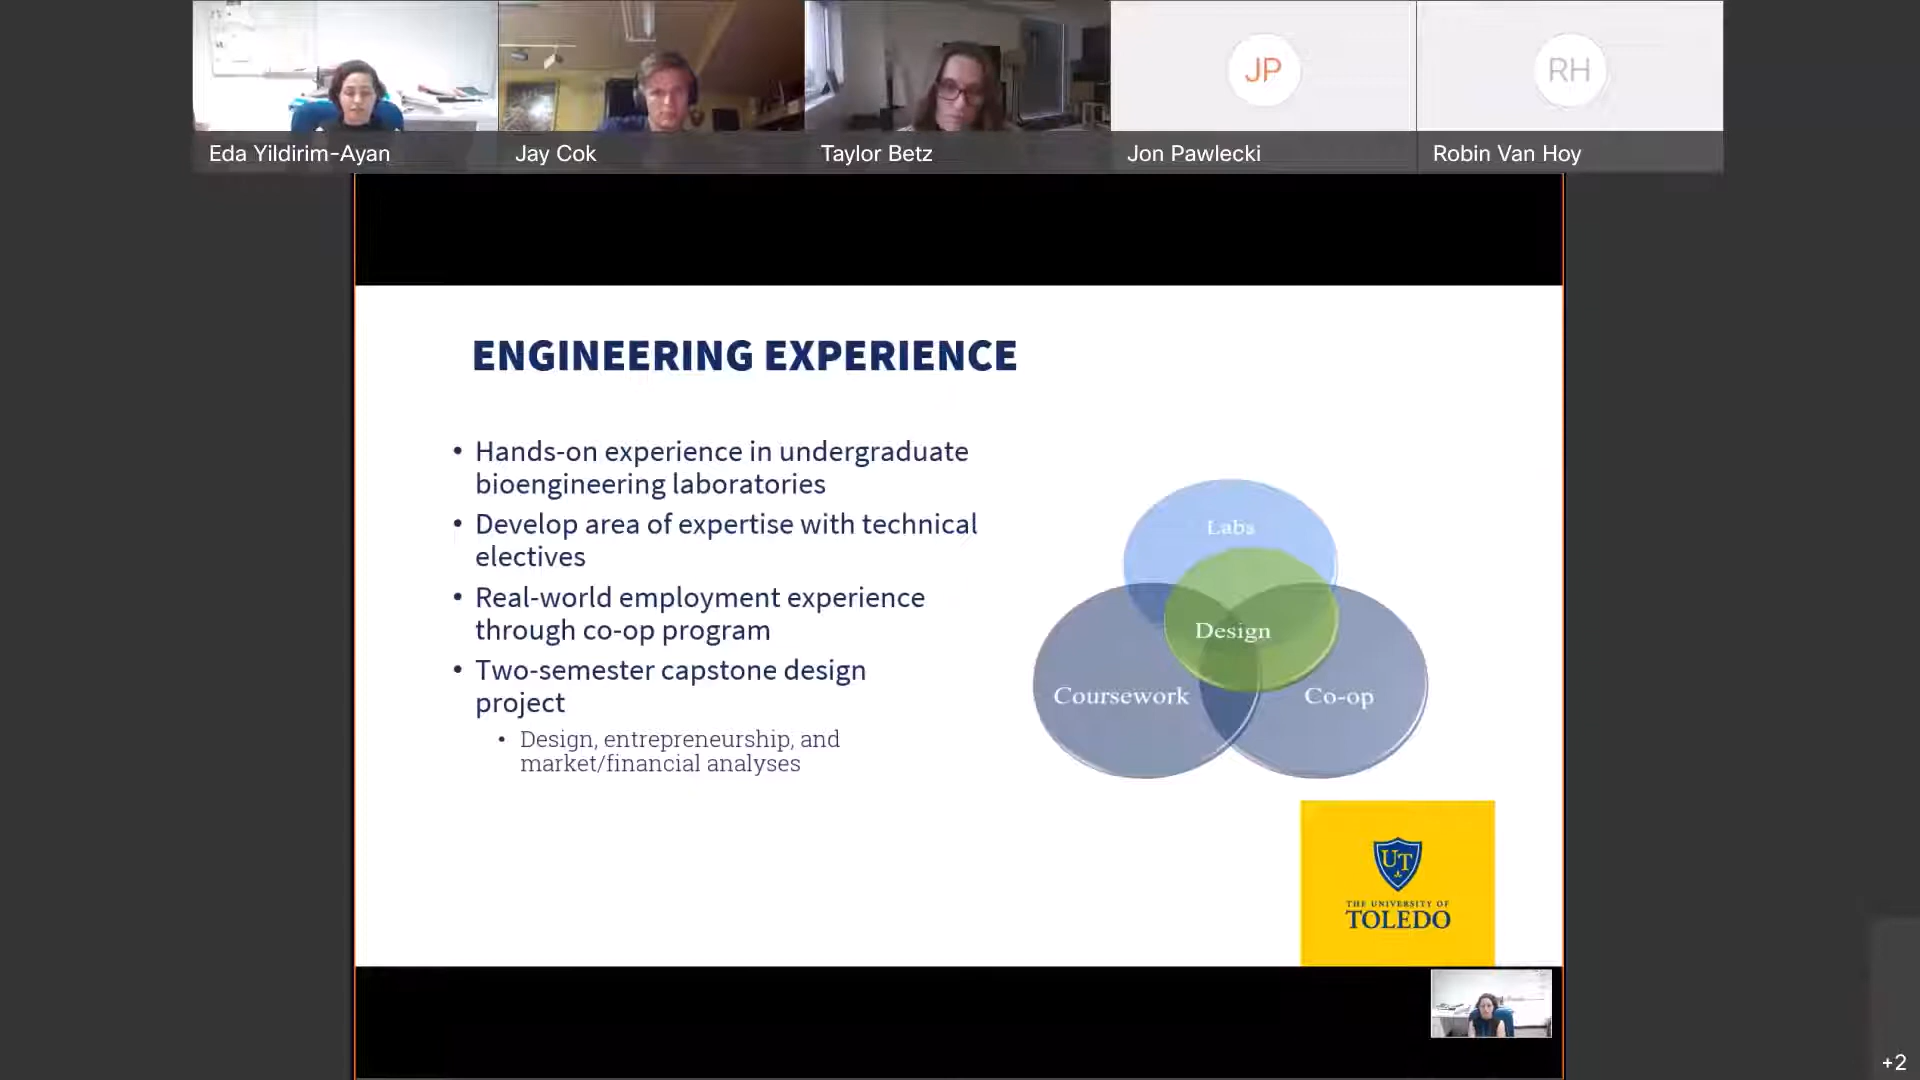 JP
RH
Eda Yildirim-Ayan
Jay Cok
Taylor Betz
Jon Pawlecki
Robin Van Hoy
ENGINEERING EXPERIENCE
• Hands-on experience in undergraduate
bioengineering laboratories
• Develop area of expertise with technical
electives
• Real-world employment experience
through co-op program
• Two-semester capstone design
project
• Design, entrepreneurship, and
market/financial analyses
Labs
Design
Coursework
Co-op
UT
THE UNIVERSITY OF
TOLEDO
+2